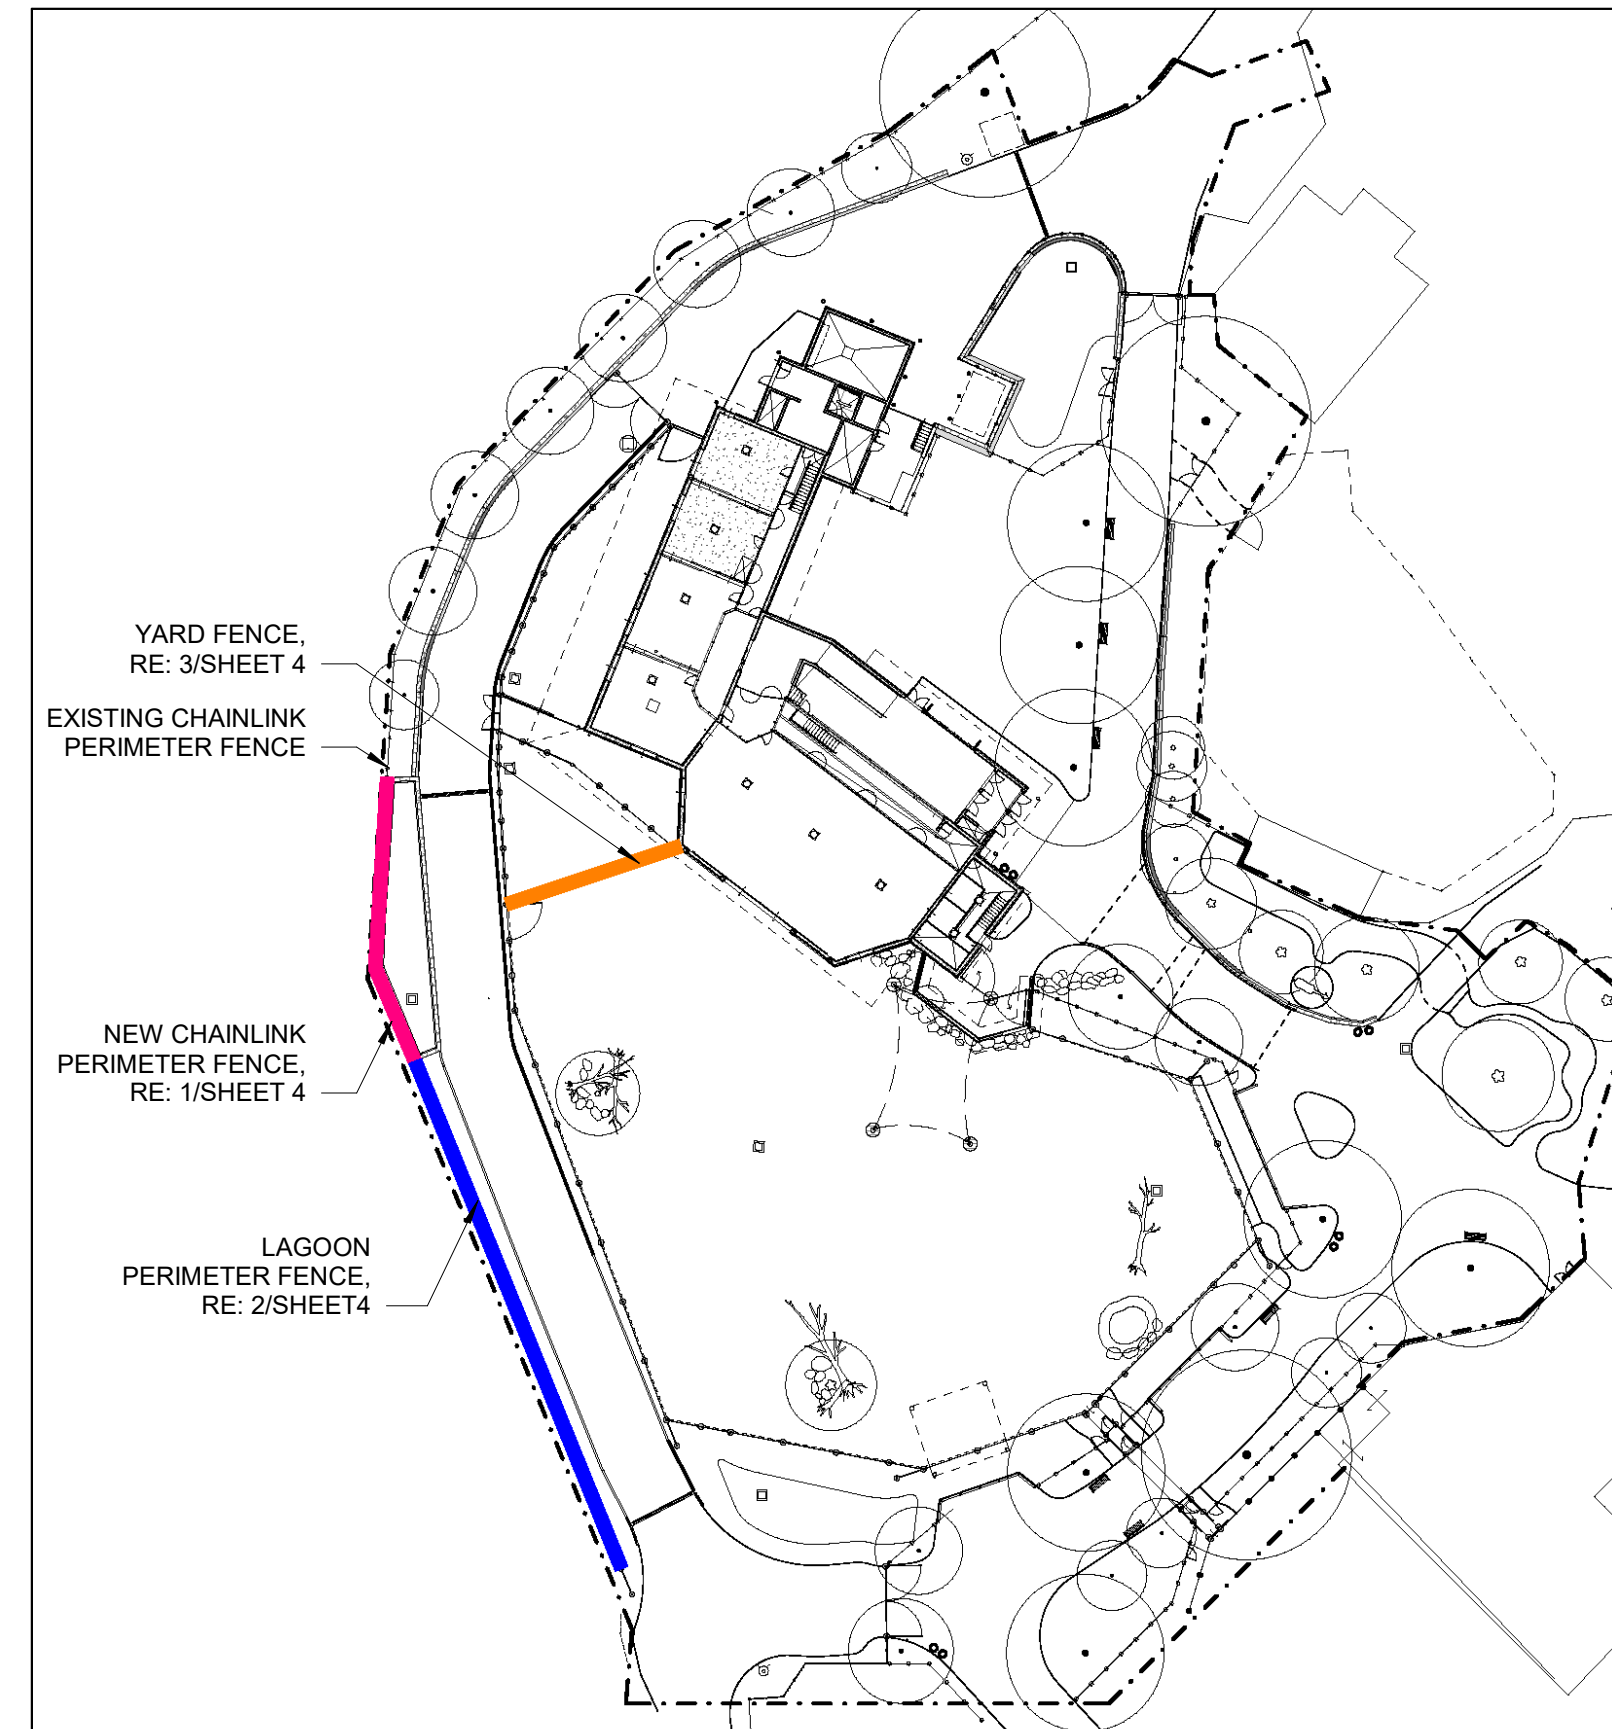 YARD FENCE,
RE: 3/SHEET 4
EXISTING CHAINLINK
PERIMETER FENCE
NEW CHAINLINK
PERIMETER FENCE,
RE: 1/SHEET 4
LAGOON
PERIMETER FENCE,
RE: 2/SHEET4